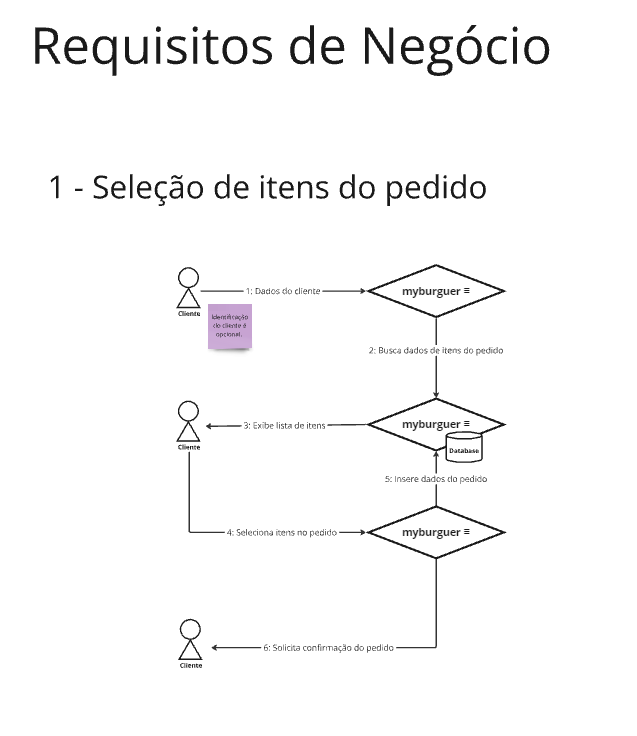 Requisitos de Negócio
1 - Seleção de itens do pedido
1: Dados do cliente
myburguer ≡
Cliente
Identificação
do cliente é
opcional.
2: Busca dados de itens do pedido
3: Exibe lista de itens
myburguer ≡
Cliente
Database
5: Insere dados do pedido
4: Seleciona itens no pedido
myburguer ≡
6: Solicita confirmação do pedido
Cliente